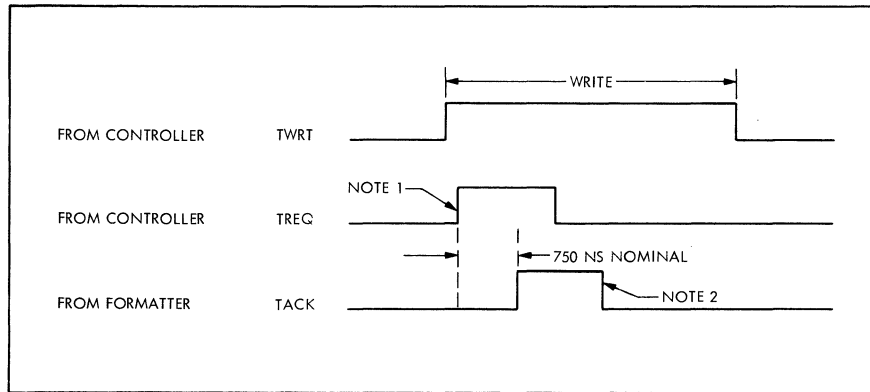 WRITE
FROM CONTROLLER TWRT
NOTE 1
FROM CONTROLLER TREQ
750 NS NOMINAL
FROM FORMATTER TACK
NOTE 2